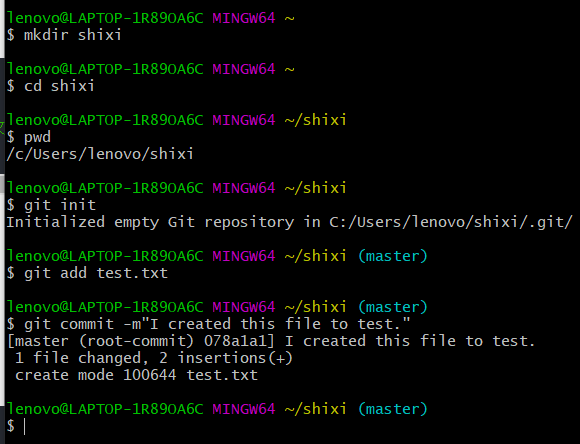 lenovo@LAPTOP-1R89OA6C MINGW64 ~
$ mkdir shixi
lenovo@LAPTOP-1R89OA6C MINGW64 ~
$ cd shixi
lenovo@LAPTOP-1R89OA6C MINGW64 ~/shixi
$ pwd
/c/Users/lenovo/shixi
lenovo@LAPTOP-1R89OA6C MINGW64 ~/shixi
$ git init
Initialized empty Git repository in C:/Users/lenovo/shixi/.git/
lenovo@LAPTOP-1R89OA6C MINGW64 ~/shixi (master)
$ git add test.txt
lenovo@LAPTOP-1R89OA6C MINGW64 ~/shixi (master)
$ git commit -m"I created this file to test."
[master (root-commit) 078a1a1] I created this file to test.
1 file changed, 2 insertions(+)
create mode 100644 test.txt
lenovo@LAPTOP-1R89OA6C MINGW64 ~/shixi (master)
$